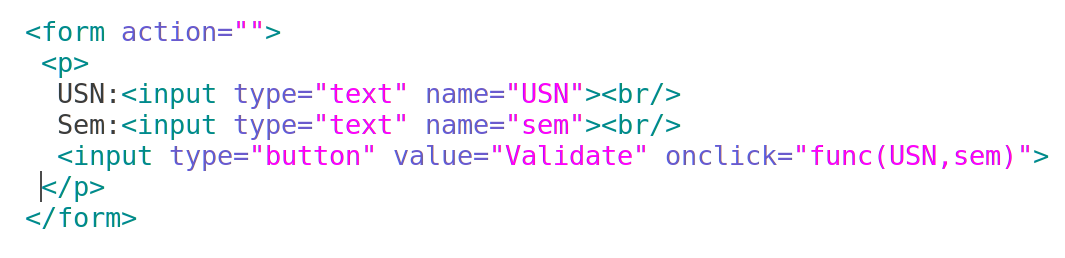 <form action="">
<p>
USN:<input type="text" name="USN"><br/>
Sem:<input type="text" name="sem"><br/>
<input type="button" value="Validate" onclick="func(USN,sem)">
</p>
</form>